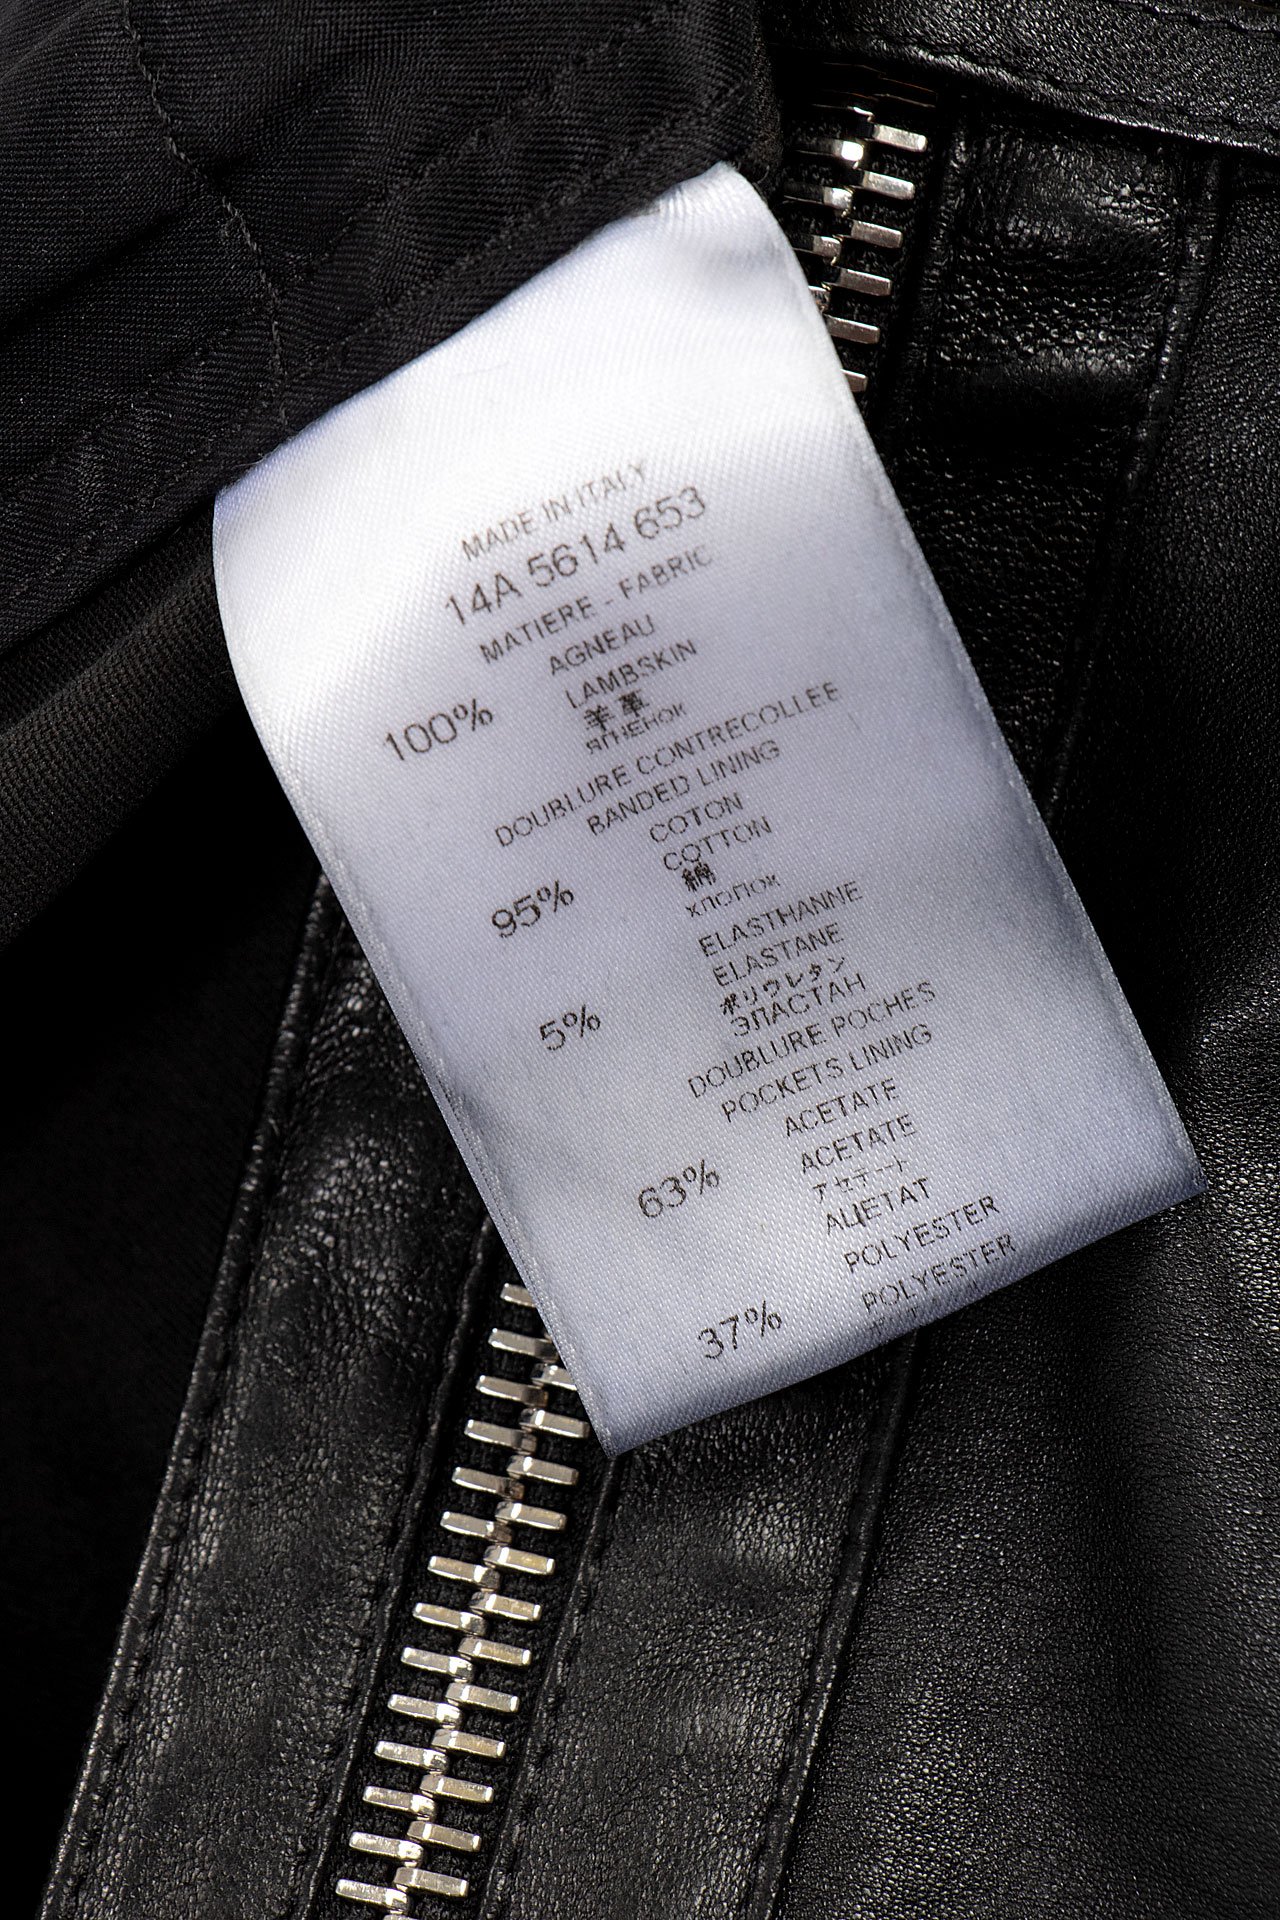 MADE IN ITALY
14A 5614 653
MATIERE - FABRIC
AGNEAU
LAMBSKIN
100% 羊革
ЯГНЕНОК
DOUBLURE CONTRECOLLEE
BANDED LINING
COTON
COTTON
95% 綿
ХЛОПОК
ELASTHANNE
ELASTANE
5% ポリウレタン
ЭЛАСТАН
DOUBLURE POCHES
POCKETS LINING
ACETATE
ACETATE
63% アセテート
АЦЕТАТ
POLYESTER
POLYESTER
37%